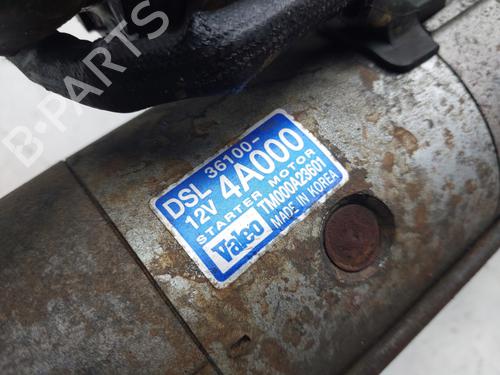 B-PARTS
DSL 36100-
12V 4A000
STARTER MOTOR
Valeo TM000A23601
MADE IN KOREA